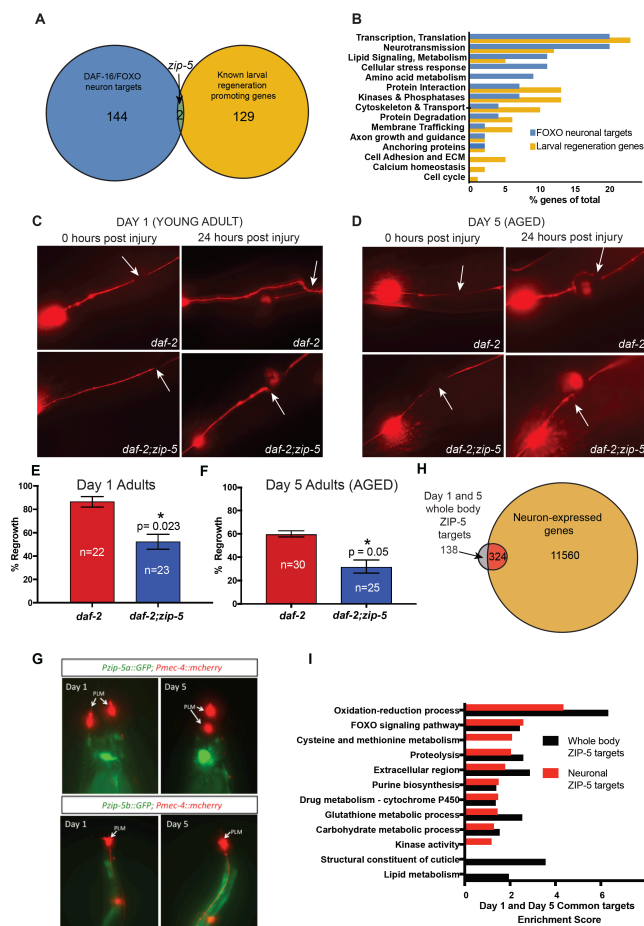 A
zip-5
DAF-16/FOXO
neuron targets
144
2
Known larval
regeneration
promoting genes
129
B
Transcription, Translation
Neurotransmission
Lipid Signaling, Metabolism
Cellular stress response
Amino acid metabolism
Protein Interaction
Kinases & Phosphatases
Cytoskeleton & Transport
Protein Degradation
Membrane Trafficking
Axon growth and guidance
Anchoring proteins
Cell Adhesion and ECM
Calcium homeostasis
Cell cycle
FOXO neuronal targets
Larval regeneration genes
0 5 10 15 20
% genes of total
C
DAY 1 (YOUNG ADULT)
0 hours post injury
24 hours post injury
daf-2
daf-2
daf-2;zip-5
daf-2;zip-5
D
DAY 5 (AGED)
0 hours post injury
24 hours post injury
daf-2
daf-2
daf-2;zip-5
daf-2;zip-5
E
Day 1 Adults
% Regrowth
100
80
60
40
20
0
*
p= 0.023
n=22
n=23
daf-2
daf-2;zip-5
F
Day 5 Adults (AGED)
% Regrowth
100
80
60
40
20
0
*
p = 0.05
n=30
n=25
daf-2
daf-2;zip-5
H
Day 1 and 5
whole body
ZIP-5
targets
138
324
Neuron-expressed
genes
11560
G
Pzip-5a::GFP; Pmec-4::mcherry
Day 1
PLM
Day 5
PLM
Pzip-5b::GFP; Pmec-4::mcherry
Day 1
PLM
Day 5
PLM
I
Oxidation-reduction process
FOXO signaling pathway
Cysteine and methionine metabolism
Proteolysis
Extracellular region
Purine biosynthesis
Drug metabolism - cytochrome P450
Glutathione metabolic process
Carbohydrate metabolic process
Kinase activity
Structural constituent of cuticle
Lipid metabolism
Whole body
ZIP-5 targets
Neuronal
ZIP-5 targets
0 2 4 6
Day 1 and Day 5 Common targets
Enrichment Score